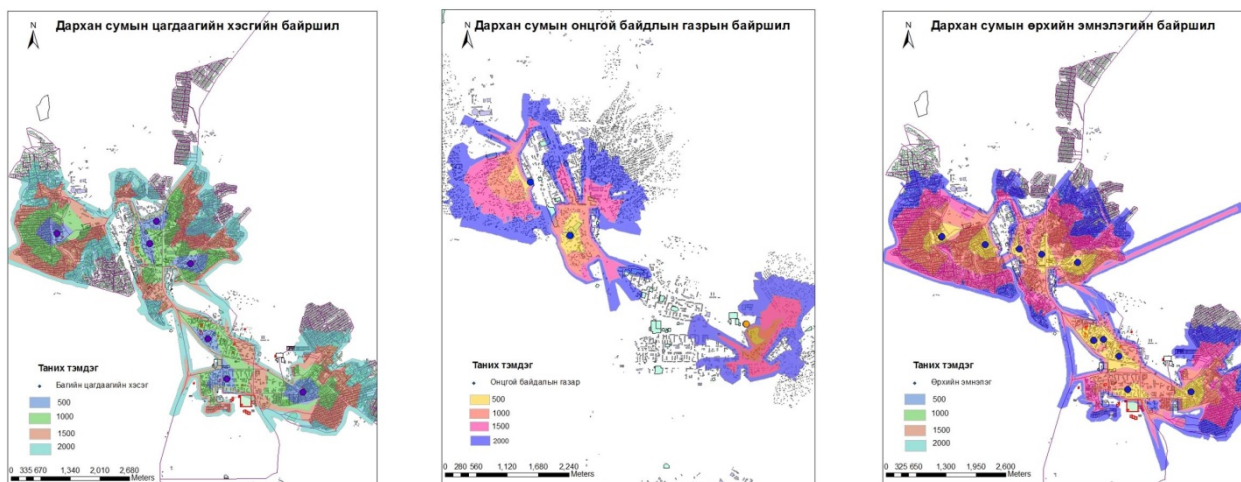 Дархан сумын цагдаагийн хэсгийн байршил
N
Таних тэмдэг
Багийн цагдаагийн хэсэг
500
1000
1500
2000
0 335 670 1,340 2,010 2,680
Meters
Дархан сумын онцгой байдлын газрын байршил
N
Таних тэмдэг
Онцгой байдалын газар
500
1000
1500
2000
0 280 560 1,120 1,680 2,240
Meters
Дархан сумын өрхийн эмнэлэгийн байршил
N
Таних тэмдэг
Өрхийн эмнэлэг
500
1000
1500
2000
0 325 650 1,300 1,950 2,600
Meters